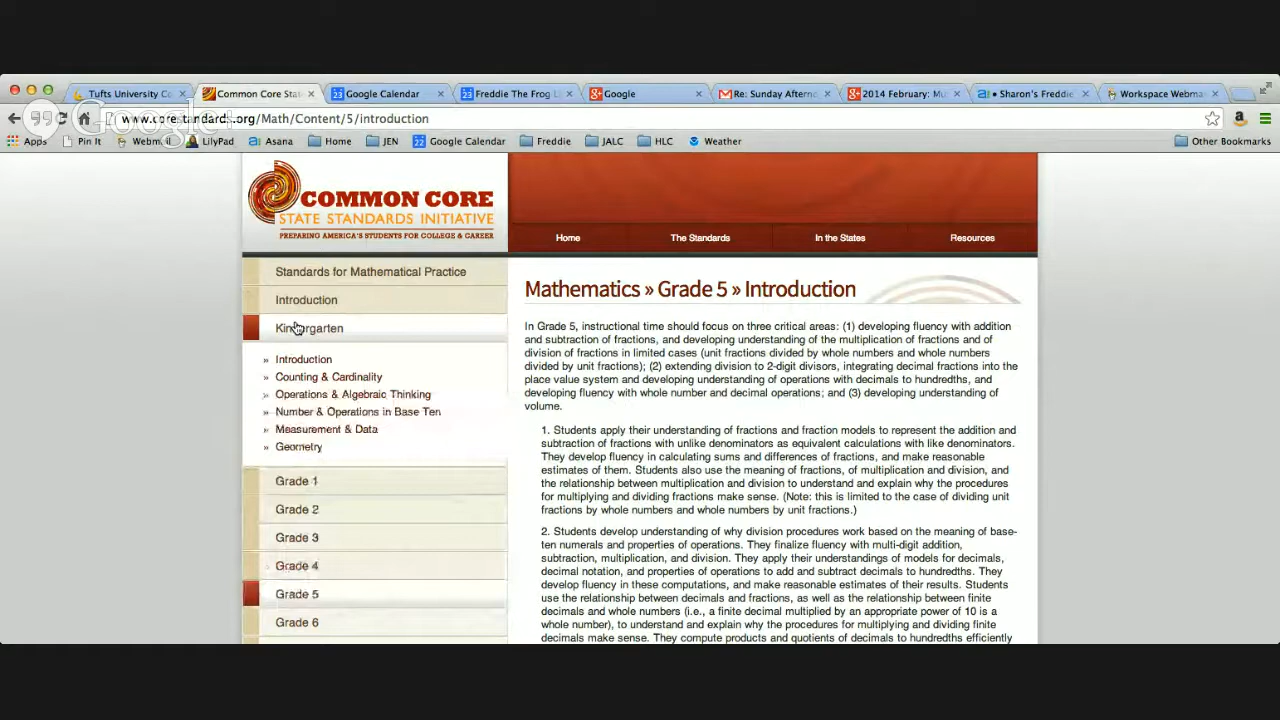 Tufts University Co
Common Core Stat
Google Calendar
Freddie The Frog L
Google
Re: Sunday Aftern
2014 February: Mu
• Sharon's Freddie
Workspace Webma
Google+
www.corestandards.org/Math/Content/5/introduction
Apps
Pin It
Webmail
LilyPad
Asana
Home
JEN
Google Calendar
Freddie
JALC
HLC
Weather
Other Bookmarks
COMMON CORE
STATE STANDARDS INITIATIVE
PREPARING AMERICA'S STUDENTS FOR COLLEGE & CAREER
Home
The Standards
In the States
Resources
Standards for Mathematical Practice
Introduction
Kindergarten
» Introduction
» Counting & Cardinality
» Operations & Algebraic Thinking
» Number & Operations in Base Ten
» Measurement & Data
» Geometry
Grade 1
Grade 2
Grade 3
Grade 4
Grade 5
Grade 6
Mathematics » Grade 5 » Introduction
In Grade 5, instructional time should focus on three critical areas: (1) developing fluency with addition
and subtraction of fractions, and developing understanding of the multiplication of fractions and of
division of fractions in limited cases (unit fractions divided by whole numbers and whole numbers
divided by unit fractions); (2) extending division to 2-digit divisors, integrating decimal fractions into the
place value system and developing understanding of operations with decimals to hundredths, and
developing fluency with whole number and decimal operations; and (3) developing understanding of
volume.
1. Students apply their understanding of fractions and fraction models to represent the addition and
subtraction of fractions with unlike denominators as equivalent calculations with like denominators.
They develop fluency in calculating sums and differences of fractions, and make reasonable
estimates of them. Students also use the meaning of fractions, of multiplication and division, and
the relationship between multiplication and division to understand and explain why the procedures
for multiplying and dividing fractions make sense. (Note: this is limited to the case of dividing unit
fractions by whole numbers and whole numbers by unit fractions.)
2. Students develop understanding of why division procedures work based on the meaning of base-
ten numerals and properties of operations. They finalize fluency with multi-digit addition,
subtraction, multiplication, and division. They apply their understandings of models for decimals,
decimal notation, and properties of operations to add and subtract decimals to hundredths. They
develop fluency in these computations, and make reasonable estimates of their results. Students
use the relationship between decimals and fractions, as well as the relationship between finite
decimals and whole numbers (i.e., a finite decimal multiplied by an appropriate power of 10 is a
whole number), to understand and explain why the procedures for multiplying and dividing finite
decimals make sense. They compute products and quotients of decimals to hundredths efficiently